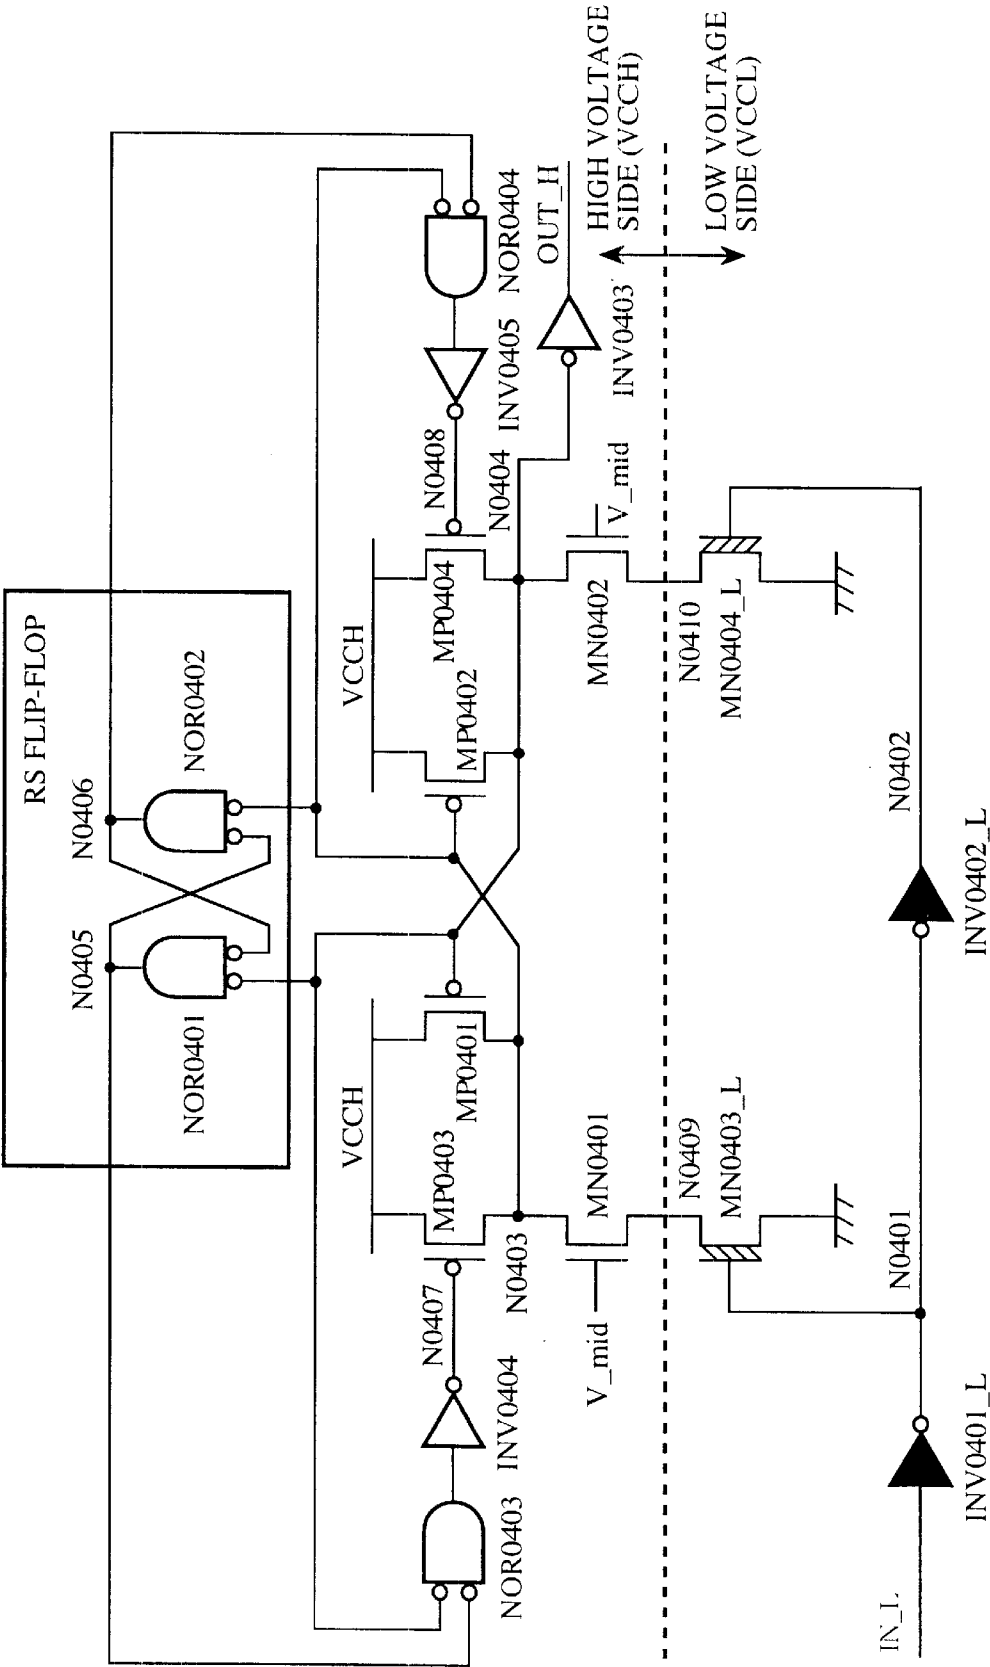 RS FLIP-FLOP
N0405
N0406
NOR0401
NOR0402
VCCH
VCCH
MP0403
MP0401
MP0402
MP0404
NOR0403
INV0404
N0407
N0403
N0408
N0404
INV0405
NOR0404
OUT_H
INV0403
V_mid
MN0401
MN0402
V_mid
HIGH VOLTAGE
SIDE (VCCH)
LOW VOLTAGE
SIDE (VCCL)
N0409
MN0403_L
N0410
MN0404_L
IN_L
N0401
N0402
INV0401_L
INV0402_L